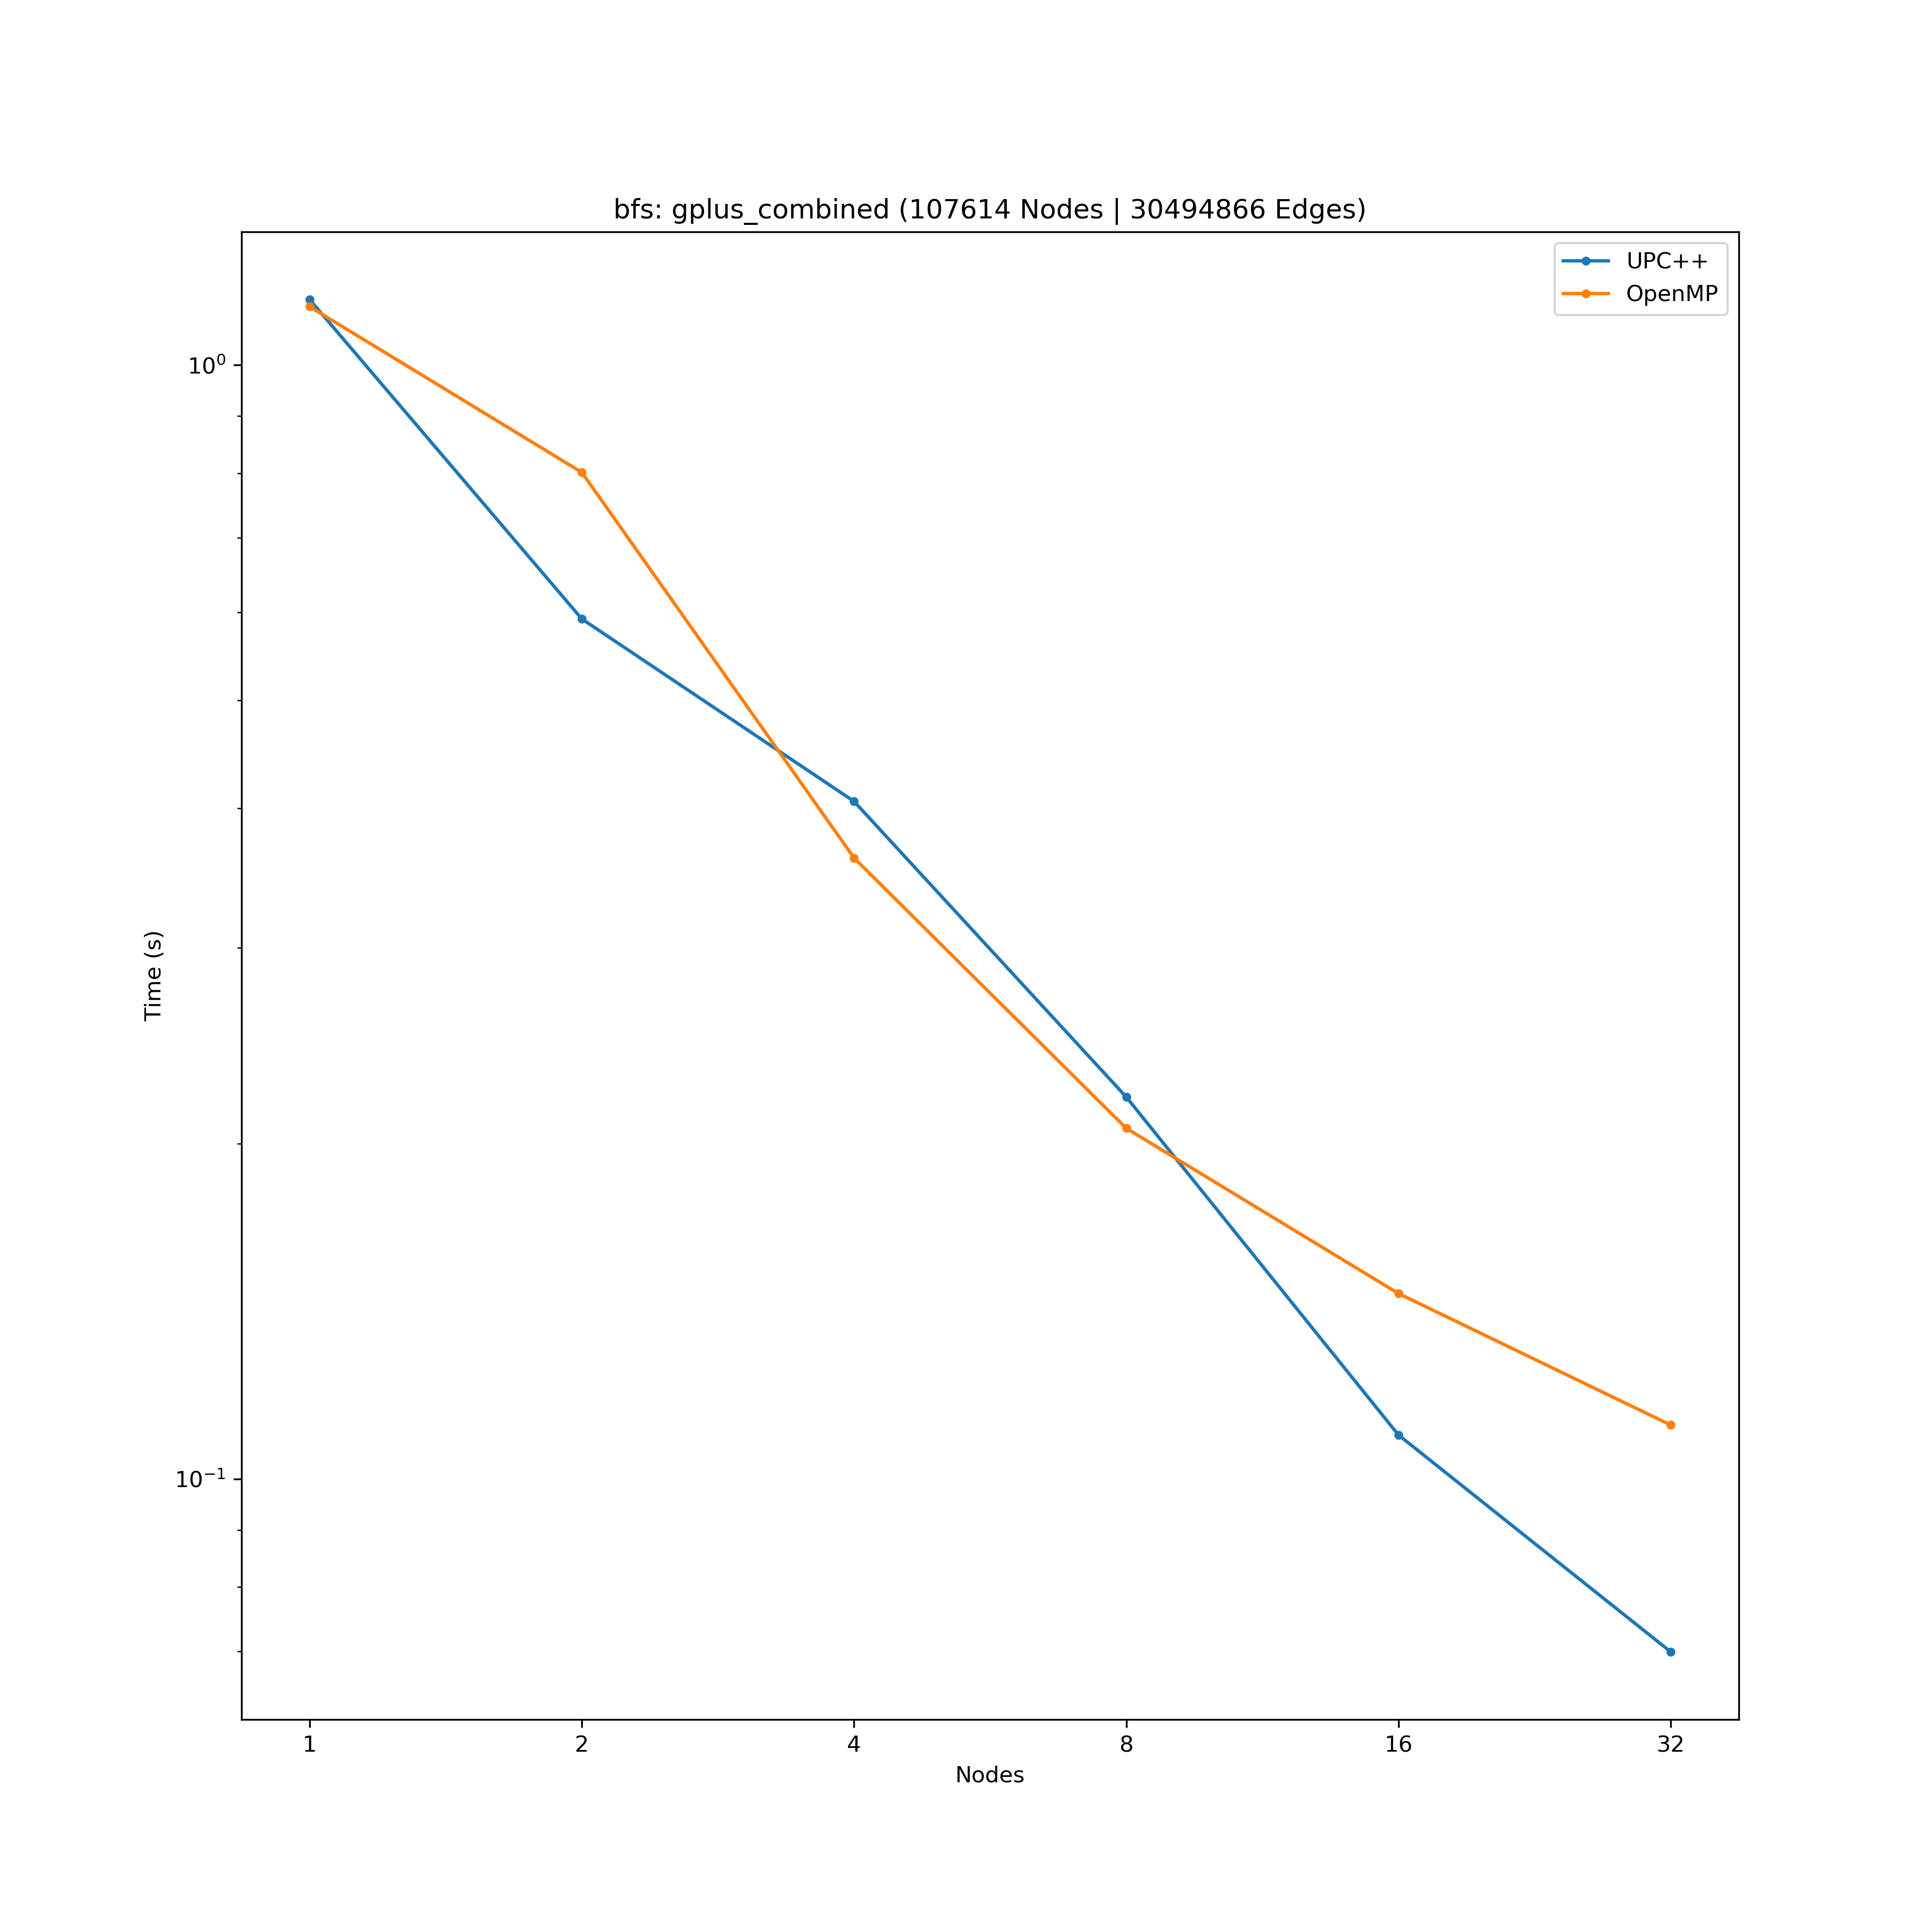 bfs: gplus_combined (107614 Nodes | 30494866 Edges)
UPC++
OpenMP
10⁰
10⁻¹
Time (s)
1 2 4 8 16 32
Nodes